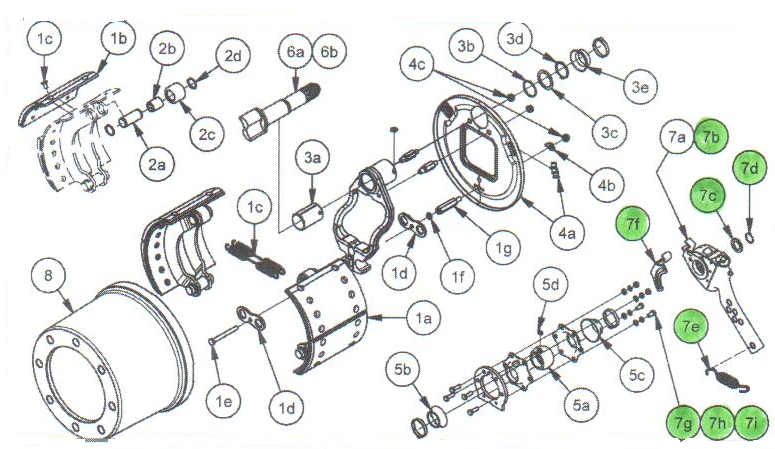 1c 1b 2b 2d 6a 6b 3b 3d
4c 3e
2c 3c 7a 7b
2a 3a 4b 7c 7d
1c 4a 7f
1g
8 1d 1f 5d
1a 7e
5b 5c
1e 1d 5a 7g 7h 7i